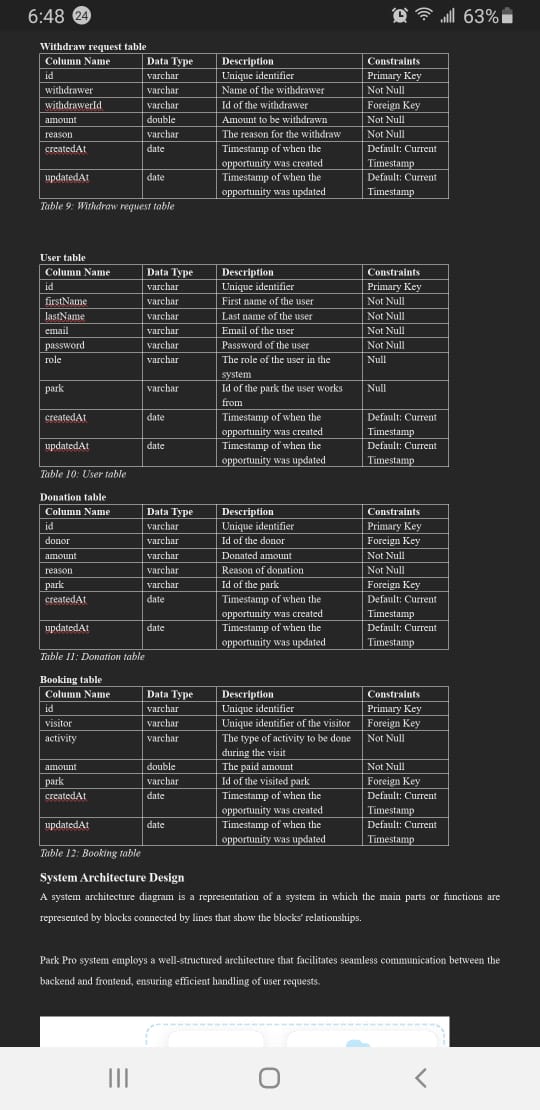 6:48 24 63%
Withdraw request table
Column Name Data Type Description Constraints
id varchar Unique identifier Primary Key
withdrawer varchar Name of the withdrawer Not Null
withdrawerId varchar Id of the withdrawer Foreign Key
amount double Amount to be withdrawn Not Null
reason varchar The reason for the withdraw Not Null
createdAt date Timestamp of when the Default: Current
opportunity was created Timestamp
updatedAt date Timestamp of when the Default: Current
opportunity was updated Timestamp
Table 9: Withdraw request table
User table
Column Name Data Type Description Constraints
id varchar Unique identifier Primary Key
firstName varchar First name of the user Not Null
lastName varchar Last name of the user Not Null
email varchar Email of the user Not Null
password varchar Password of the user Not Null
role varchar The role of the user in the Null
system
park varchar Id of the park the user works Null
from
createdAt date Timestamp of when the Default: Current
opportunity was created Timestamp
updatedAt date Timestamp of when the Default: Current
opportunity was updated Timestamp
Table 10: User table
Donation table
Column Name Data Type Description Constraints
id varchar Unique identifier Primary Key
donor varchar Id of the donor Foreign Key
amount varchar Donated amount Not Null
reason varchar Reason of donation Not Null
park varchar Id of the park Foreign Key
createdAt date Timestamp of when the Default: Current
opportunity was created Timestamp
updatedAt date Timestamp of when the Default: Current
opportunity was updated Timestamp
Table 11: Donation table
Booking table
Column Name Data Type Description Constraints
id varchar Unique identifier Primary Key
visitor varchar Unique identifier of the visitor Foreign Key
activity varchar The type of activity to be done Not Null
during the visit
amount double The paid amount Not Null
park varchar Id of the visited park Foreign Key
createdAt date Timestamp of when the Default: Current
opportunity was created Timestamp
updatedAt date Timestamp of when the Default: Current
opportunity was updated Timestamp
Table 12: Booking table
System Architecture Design
A system architecture diagram is a representation of a system in which the main parts or functions are
represented by blocks connected by lines that show the blocks' relationships.
Park Pro system employs a well-structured architecture that facilitates seamless communication between the
backend and frontend, ensuring efficient handling of user requests.